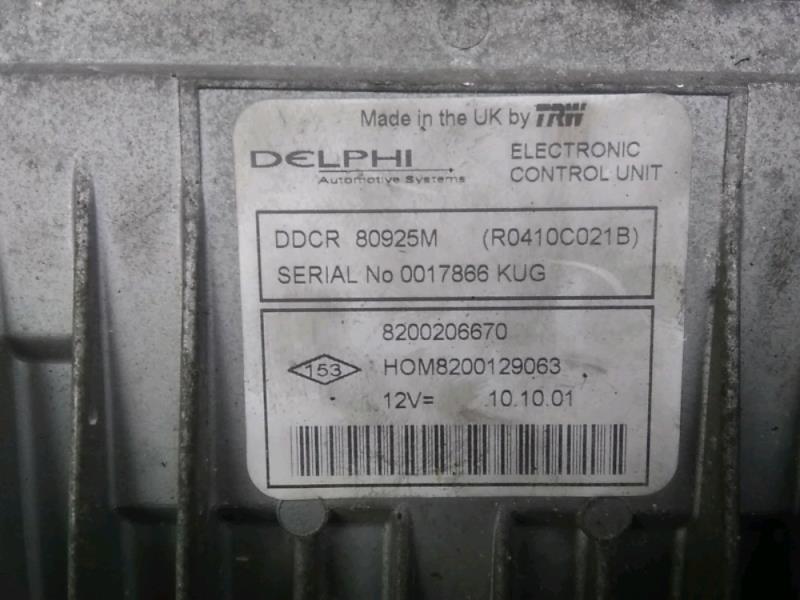 Made in the UK by TRW
DELPHI
Automotive Systems
ELECTRONIC
CONTROL UNIT
DDCR 80925M (R0410C021B)
SERIAL No 0017866 KUG
8200206670
153 HOM8200129063
12V= 10.10.01